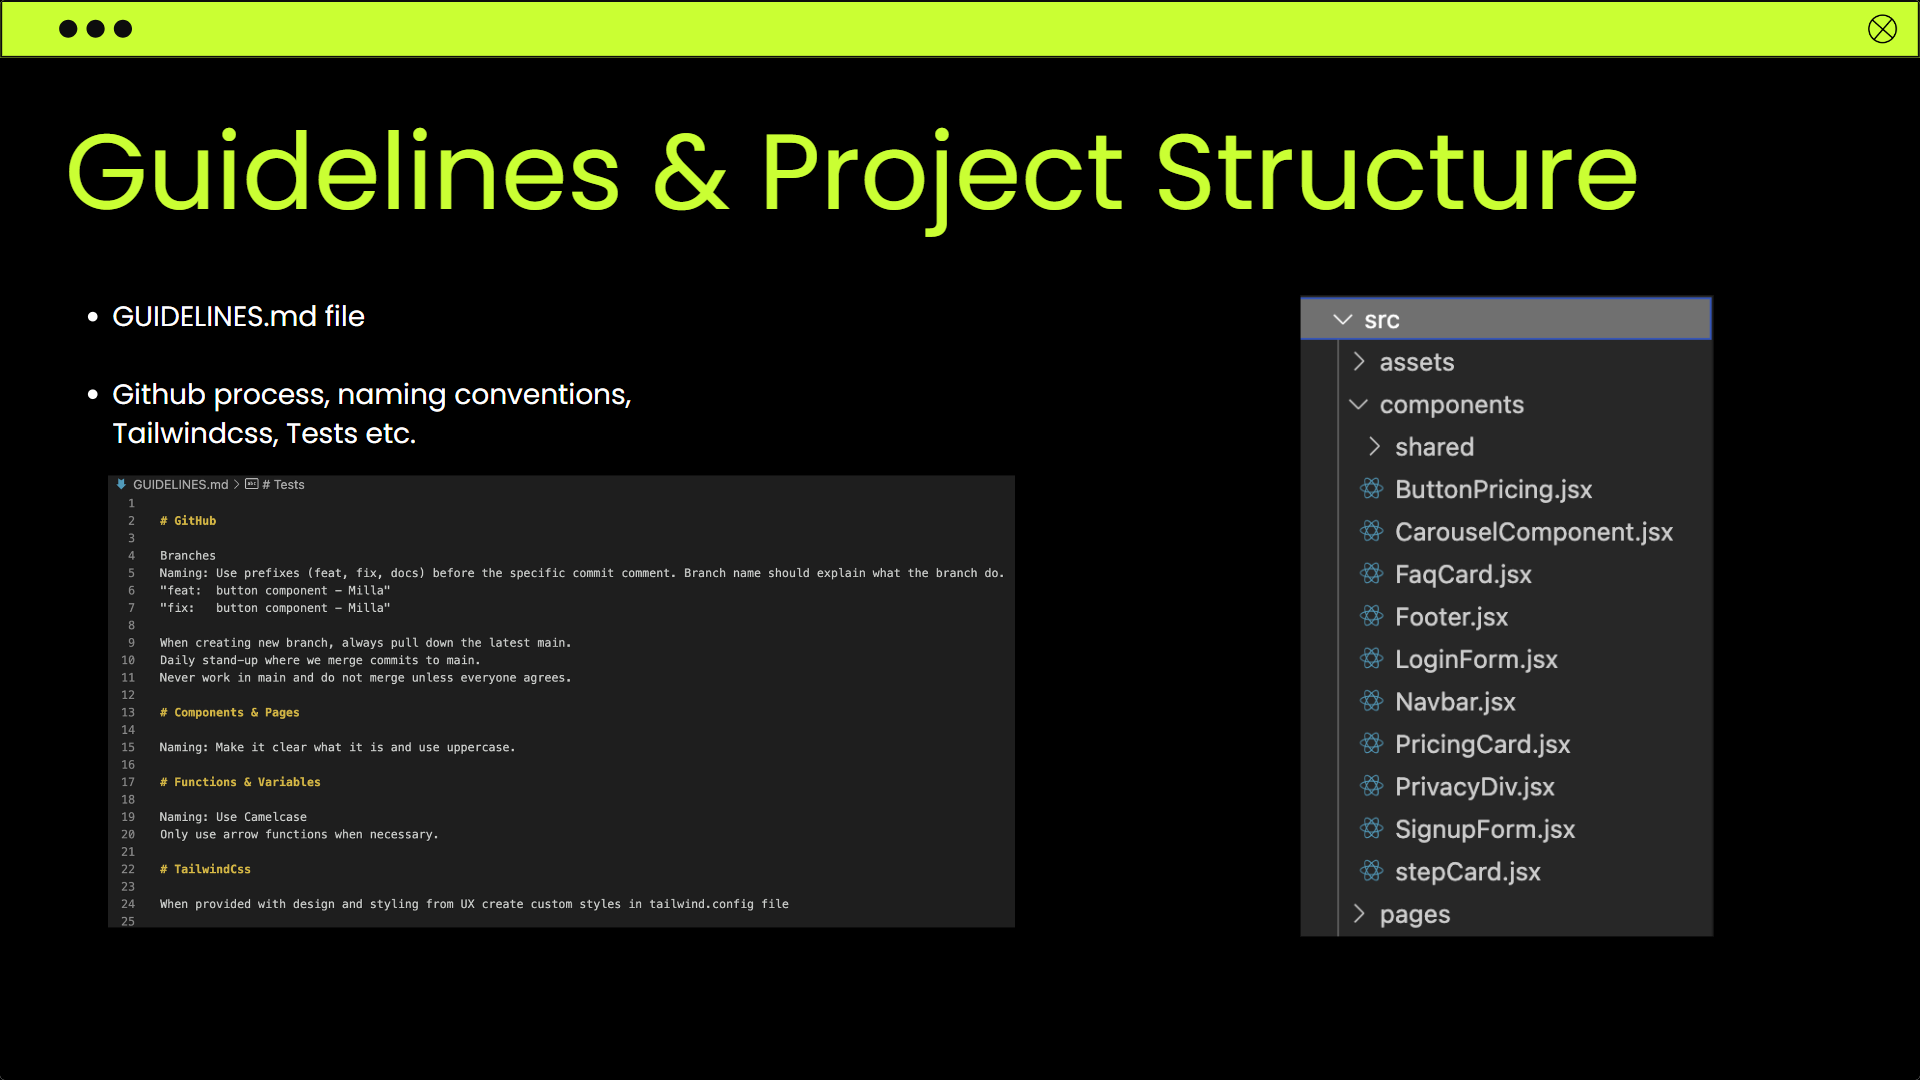 Guidelines & Project Structure
• GUIDELINES.md file
• Github process, naming conventions,
Tailwindcss, Tests etc.
GUIDELINES.md > # Tests
1
2 # GitHub
3
4 Branches
5 Naming: Use prefixes (feat, fix, docs) before the specific commit comment. Branch name should explain what the branch do.
6 "feat:  button component - Milla"
7 "fix:   button component - Milla"
8
9 When creating new branch, always pull down the latest main.
10 Daily stand-up where we merge commits to main.
11 Never work in main and do not merge unless everyone agrees.
12
13 # Components & Pages
14
15 Naming: Make it clear what it is and use uppercase.
16
17 # Functions & Variables
18
19 Naming: Use Camelcase
20 Only use arrow functions when necessary.
21
22 # TailwindCss
23
24 When provided with design and styling from UX create custom styles in tailwind.config file
25
src
assets
components
shared
ButtonPricing.jsx
CarouselComponent.jsx
FaqCard.jsx
Footer.jsx
LoginForm.jsx
Navbar.jsx
PricingCard.jsx
PrivacyDiv.jsx
SignupForm.jsx
stepCard.jsx
pages